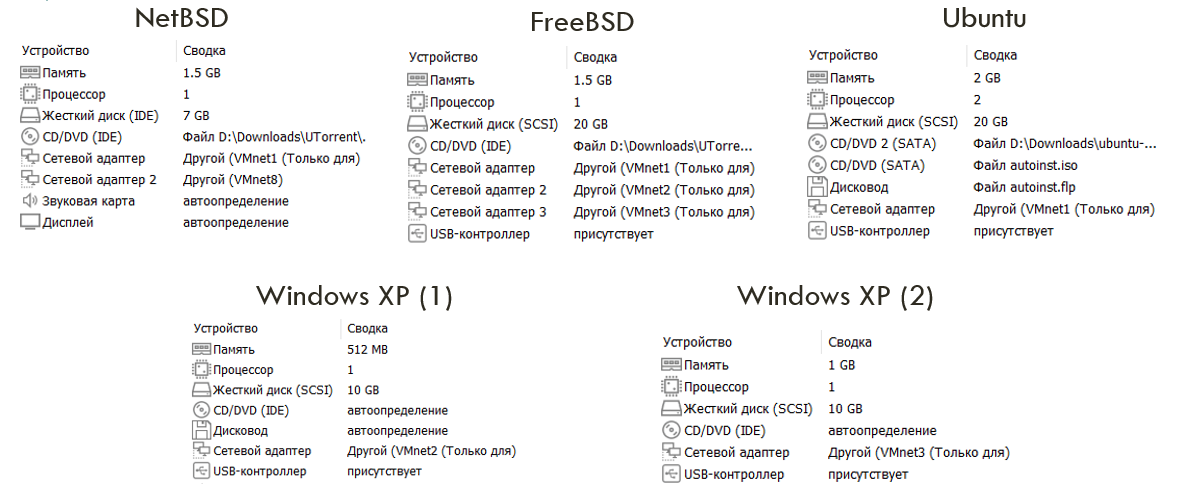 NetBSD
Устройство Сводка
Память 1.5 GB
Процессор 1
Жесткий диск (IDE) 7 GB
CD/DVD (IDE) Файл D:\Downloads\UTorrent\.
Сетевой адаптер Другой (VMnet1 (Только для)
Сетевой адаптер 2 Другой (VMnet8)
Звуковая карта автоопределение
Дисплей автоопределение
FreeBSD
Устройство Сводка
Память 1.5 GB
Процессор 1
Жесткий диск (SCSI) 20 GB
CD/DVD (IDE) Файл D:\Downloads\UTorre...
Сетевой адаптер Другой (VMnet1 (Только для)
Сетевой адаптер 2 Другой (VMnet2 (Только для)
Сетевой адаптер 3 Другой (VMnet3 (Только для)
USB-контроллер присутствует
Ubuntu
Устройство Сводка
Память 2 GB
Процессор 2
Жесткий диск (SCSI) 20 GB
CD/DVD 2 (SATA) Файл D:\Downloads\ubuntu-...
CD/DVD (SATA) Файл autoinst.iso
Дисковод Файл autoinst.flp
Сетевой адаптер Другой (VMnet1 (Только для)
USB-контроллер присутствует
Windows XP (1)
Устройство Сводка
Память 512 MB
Процессор 1
Жесткий диск (SCSI) 10 GB
CD/DVD (IDE) автоопределение
Дисковод автоопределение
Сетевой адаптер Другой (VMnet2 (Только для)
USB-контроллер присутствует
Windows XP (2)
Устройство Сводка
Память 1 GB
Процессор 1
Жесткий диск (SCSI) 10 GB
CD/DVD (IDE) автоопределение
Сетевой адаптер Другой (VMnet3 (Только для)
USB-контроллер присутствует